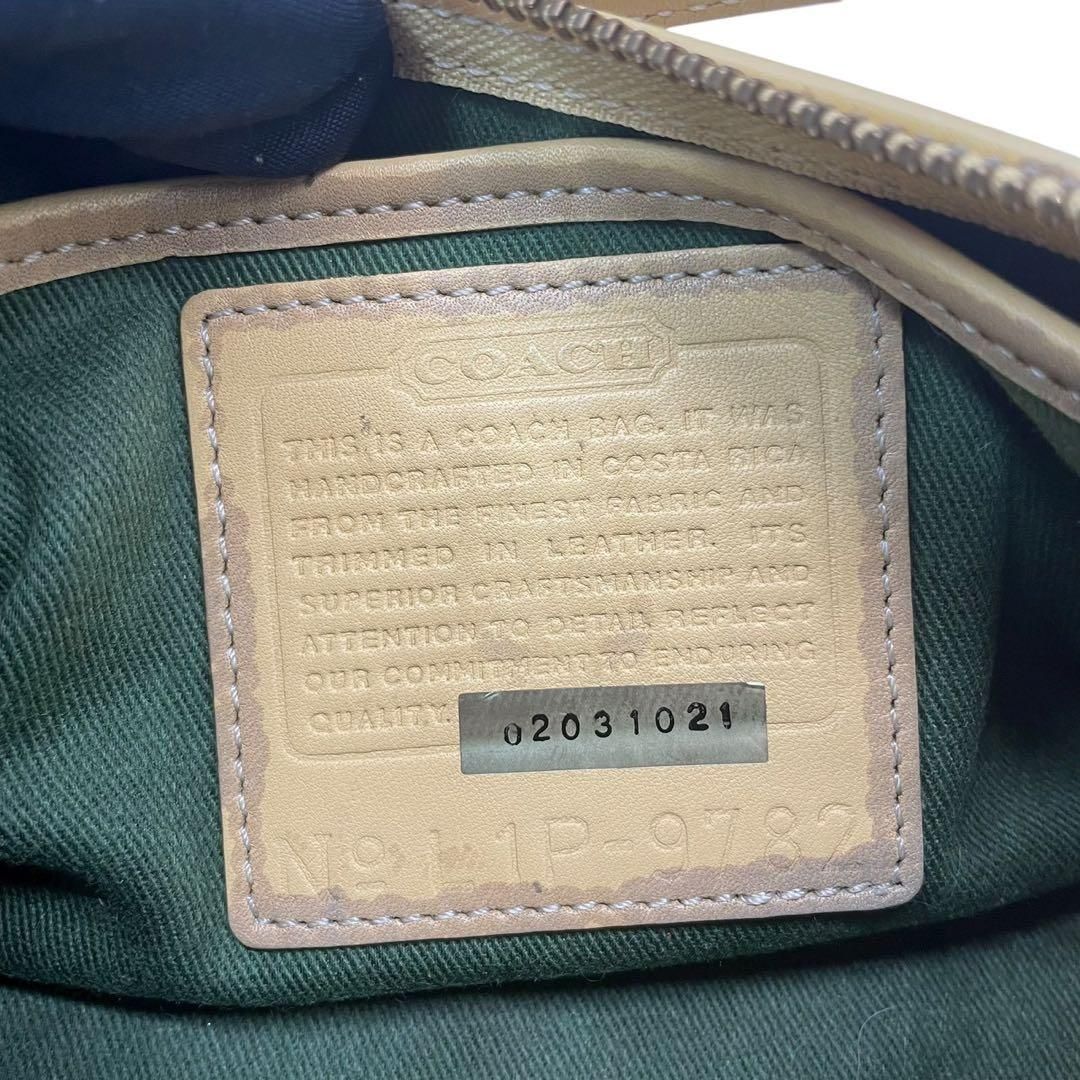 COACH
THIS IS A COACH BAG. IT WAS
HANDCRAFTED IN COSTA RICA
FROM THE FINEST FABRIC AND
TRIMMED IN LEATHER. ITS
SUPERIOR CRAFTSMANSHIP AND
ATTENTION TO DETAIL REFLECT
OUR COMMITMENT TO ENDURING
QUALITY.
02031021
No L1P-9782